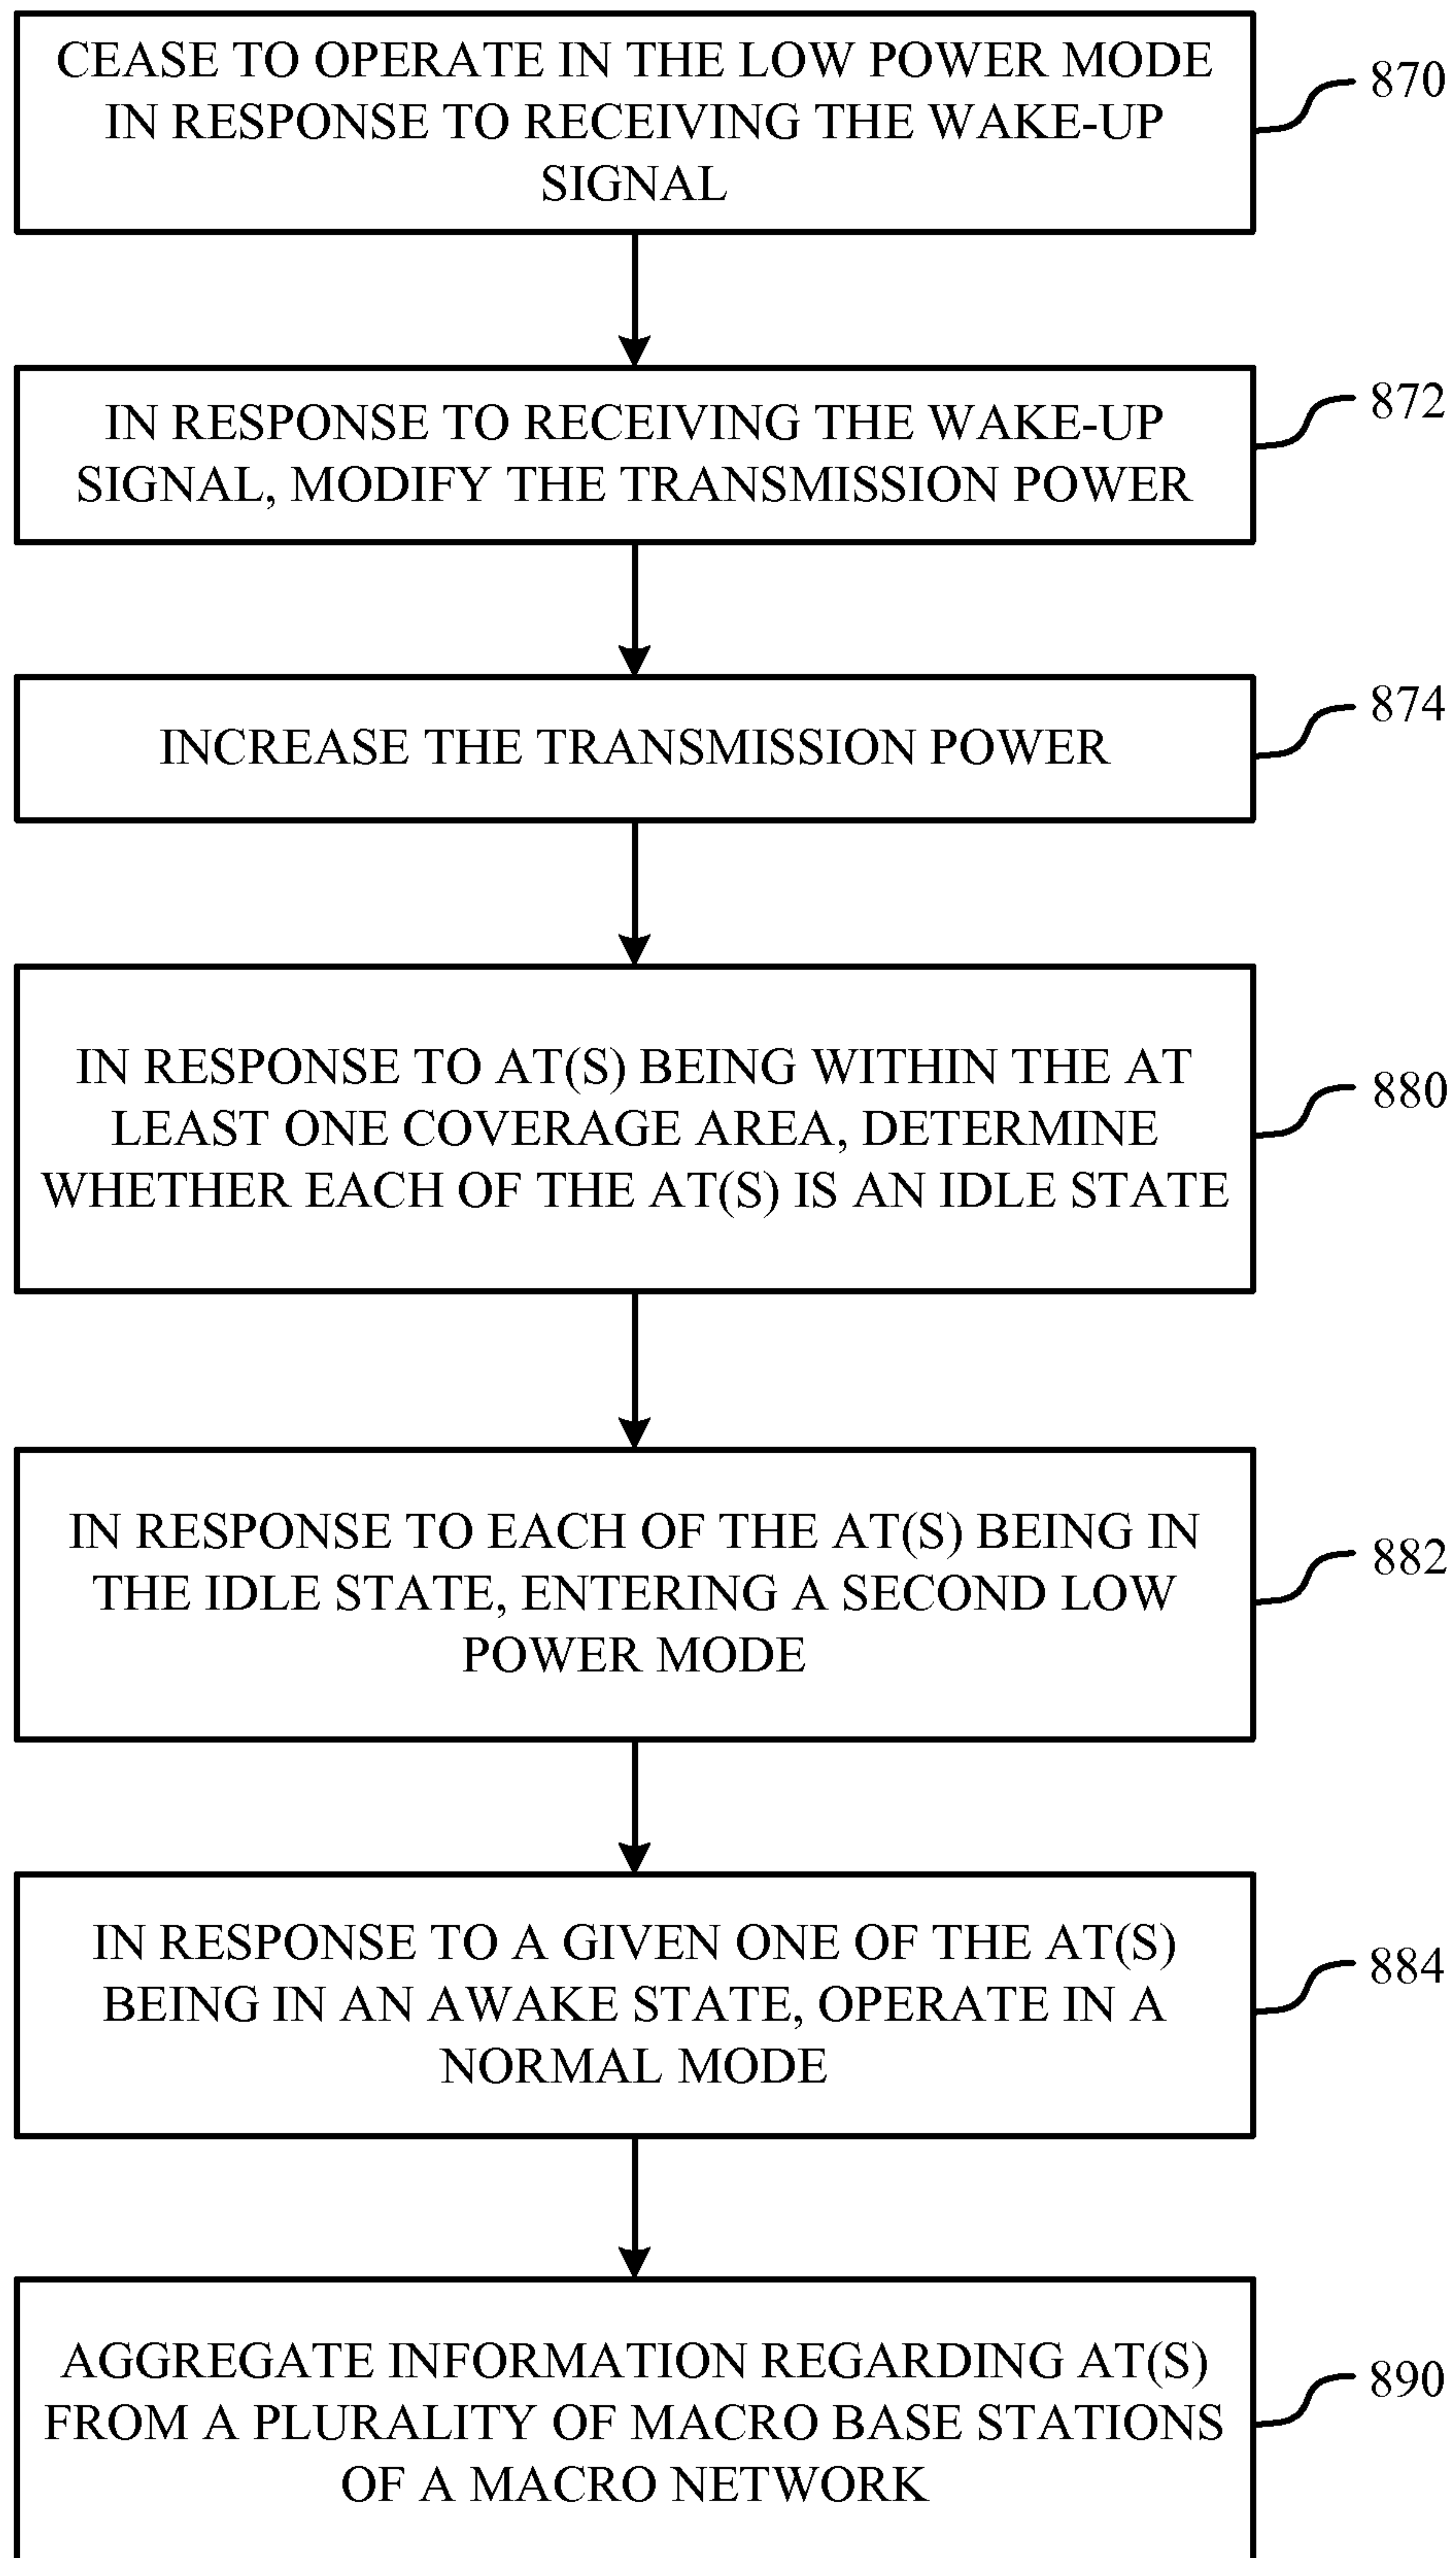 CEASE TO OPERATE IN THE LOW POWER MODE
IN RESPONSE TO RECEIVING THE WAKE-UP
SIGNAL
870
IN RESPONSE TO RECEIVING THE WAKE-UP
SIGNAL, MODIFY THE TRANSMISSION POWER
872
INCREASE THE TRANSMISSION POWER
874
IN RESPONSE TO AT(S) BEING WITHIN THE AT
LEAST ONE COVERAGE AREA, DETERMINE
WHETHER EACH OF THE AT(S) IS AN IDLE STATE
880
IN RESPONSE TO EACH OF THE AT(S) BEING IN
THE IDLE STATE, ENTERING A SECOND LOW
POWER MODE
882
IN RESPONSE TO A GIVEN ONE OF THE AT(S)
BEING IN AN AWAKE STATE, OPERATE IN A
NORMAL MODE
884
AGGREGATE INFORMATION REGARDING AT(S)
FROM A PLURALITY OF MACRO BASE STATIONS
OF A MACRO NETWORK
890